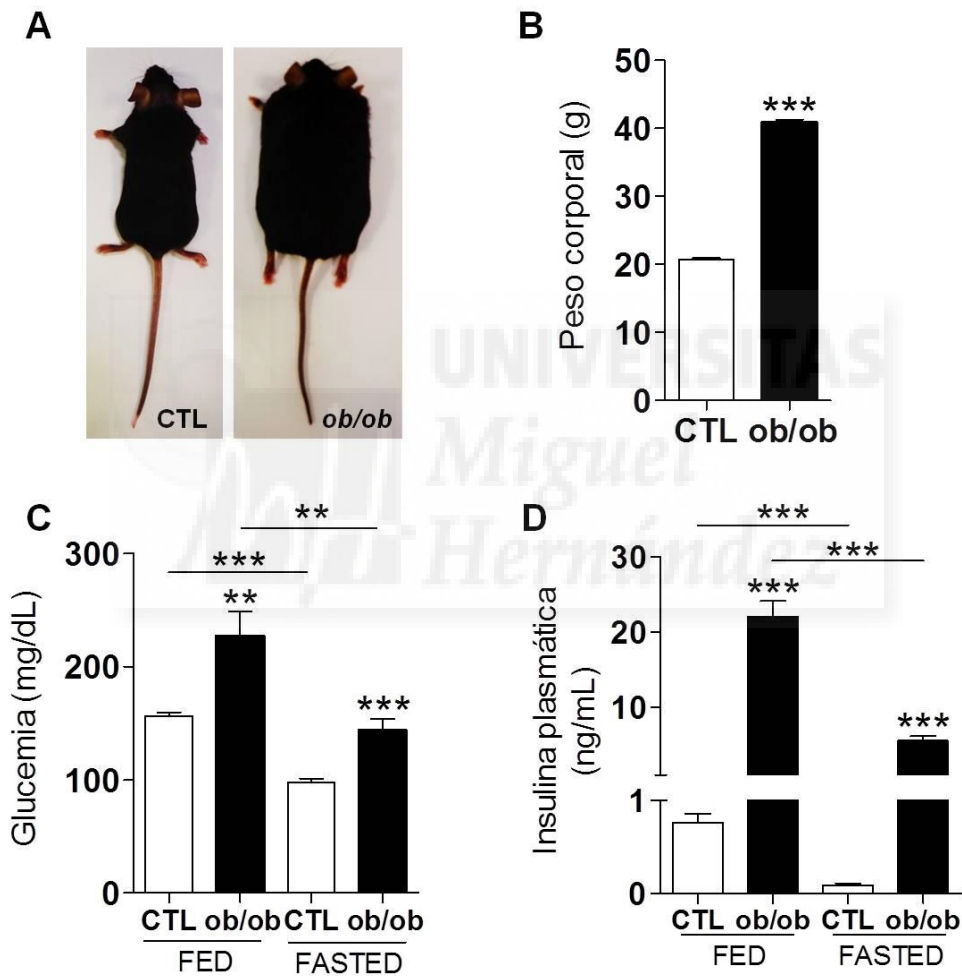 A
CTL
ob/ob
B
Peso corporal (g)
50
40
30
20
10
0
***
CTL ob/ob
UNIVERSITAS
Miguel
Hernández
C
Glucemia (mg/dL)
300
200
100
0
**
***
**
***
CTL ob/ob CTL ob/ob
FED FASTED
D
Insulina plasmática
(ng/mL)
30
20
10
1
0
***
***
***
***
CTL ob/ob CTL ob/ob
FED FASTED